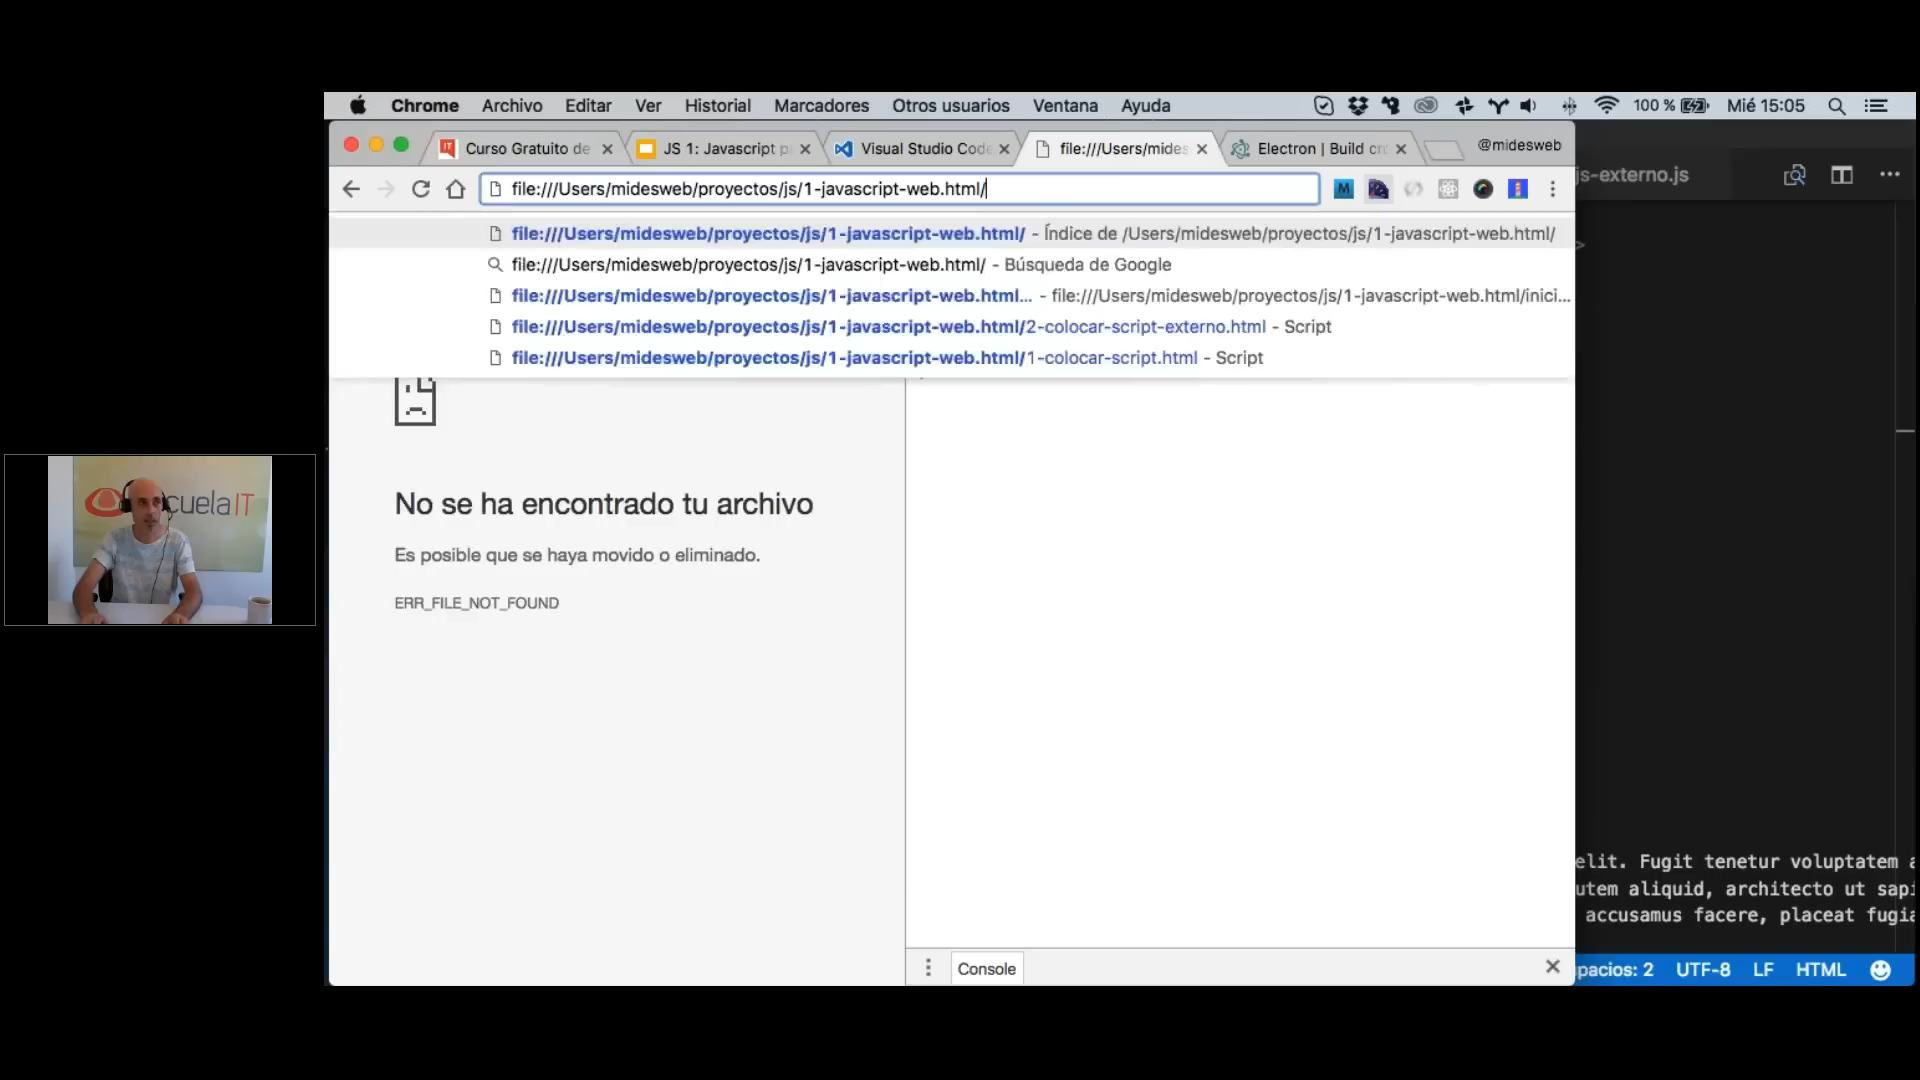 Chrome Archivo Editar Ver Historial Marcadores Otros usuarios Ventana Ayuda 100 % Mié 15:05
Curso Gratuito de
JS 1: Javascript p
Visual Studio Code
file:///Users/mides
Electron | Build cr
@midesweb
file:///Users/midesweb/proyectos/js/1-javascript-web.html/
js-externo.js
file:///Users/midesweb/proyectos/js/1-javascript-web.html/ - Índice de /Users/midesweb/proyectos/js/1-javascript-web.html/
file:///Users/midesweb/proyectos/js/1-javascript-web.html/ - Búsqueda de Google
file:///Users/midesweb/proyectos/js/1-javascript-web.html... - file:///Users/midesweb/proyectos/js/1-javascript-web.html/inici...
file:///Users/midesweb/proyectos/js/1-javascript-web.html/2-colocar-script-externo.html - Script
file:///Users/midesweb/proyectos/js/1-javascript-web.html/1-colocar-script.html - Script
cuelaIT
No se ha encontrado tu archivo
Es posible que se haya movido o eliminado.
ERR_FILE_NOT_FOUND
elit. Fugit tenetur voluptatem a
utem aliquid, architecto ut sapi
accusamus facere, placeat fugia
Console
pacios: 2 UTF-8 LF HTML